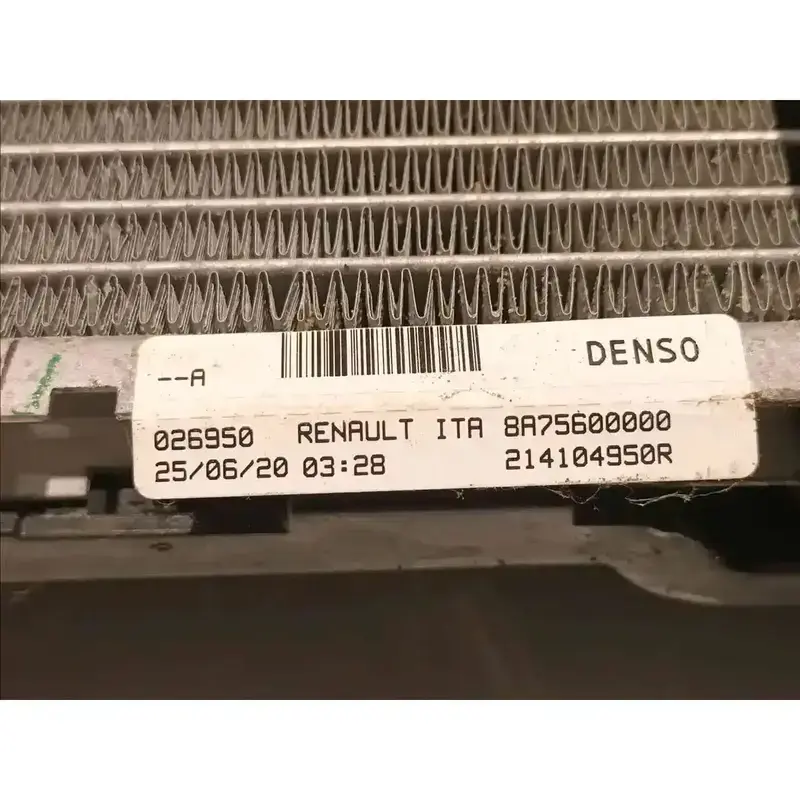 --A
DENSO
026950 RENAULT ITA 8A75600000
25/06/20 03:28 214104950R